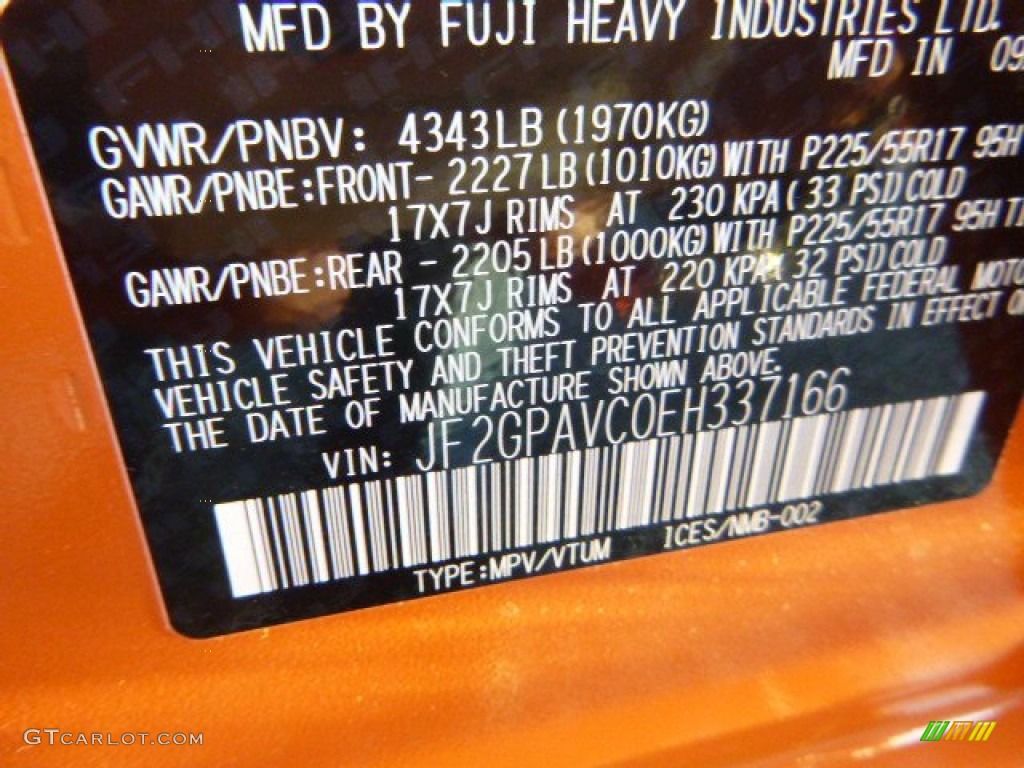 MFD BY FUJI HEAVY INDUSTRIES LTD.
MFD IN 09
GVWR/PNBV: 4343LB (1970KG)
GAWR/PNBE:FRONT- 2227LB (1010KG) WITH P225/55R17 95H
17X7J RIMS AT 230 KPA ( 33 PSI) COLD
GAWR/PNBE:REAR - 2205LB (1000KG) WITH P225/55R17 95H TI
17X7J RIMS AT 220 KPA( 32 PSI) COLD
THIS VEHICLE CONFORMS TO ALL APPLICABLE FEDERAL MOTO
VEHICLE SAFETY AND THEFT PREVENTION STANDARDS IN EFFECT O
THE DATE OF MANUFACTURE SHOWN ABOVE.
VIN: JF2GPAVC0EH337166
TYPE:MPV/VTUM ICES/NMB-002
GTCARLOT.COM